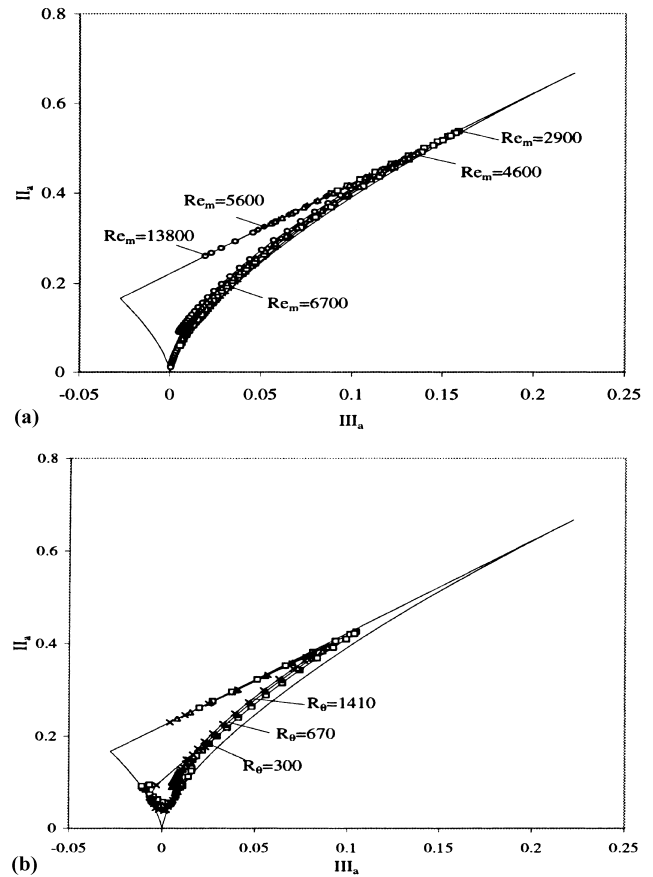 0.8
0.6
II_a
0.4
0.2
0
Re_m=2900
Re_m=4600
Re_m=5600
Re_m=13800
Re_m=6700
-0.05 0 0.05 0.1 0.15 0.2 0.25
(a)
III_a
0.8
0.6
II_a
0.4
0.2
0
R_θ=1410
R_θ=670
R_θ=300
-0.05 0 0.05 0.1 0.15 0.2 0.25
(b)
III_a